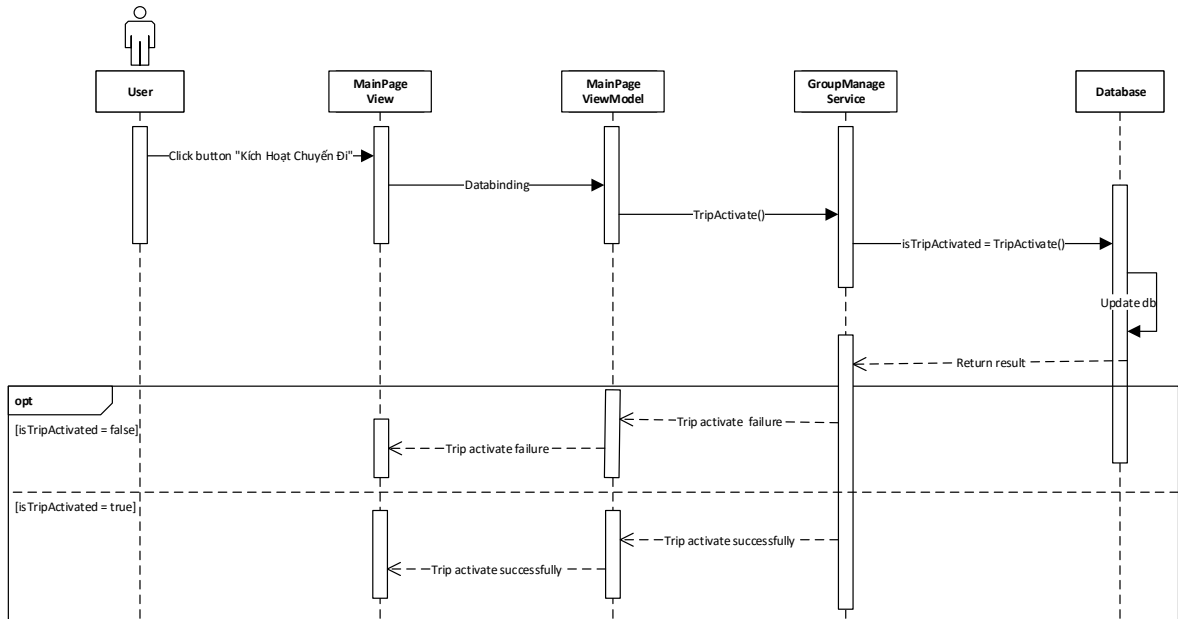 User
MainPage
View
MainPage
ViewModel
GroupManage
Service
Database
Click button "Kích Hoạt Chuyến Đi"
Databinding
TripActivate()
isTripActivated = TripActivate()
Update db
Return result
opt
[isTripActivated = false]
Trip activate failure
Trip activate failure
[isTripActivated = true]
Trip activate successfully
Trip activate successfully